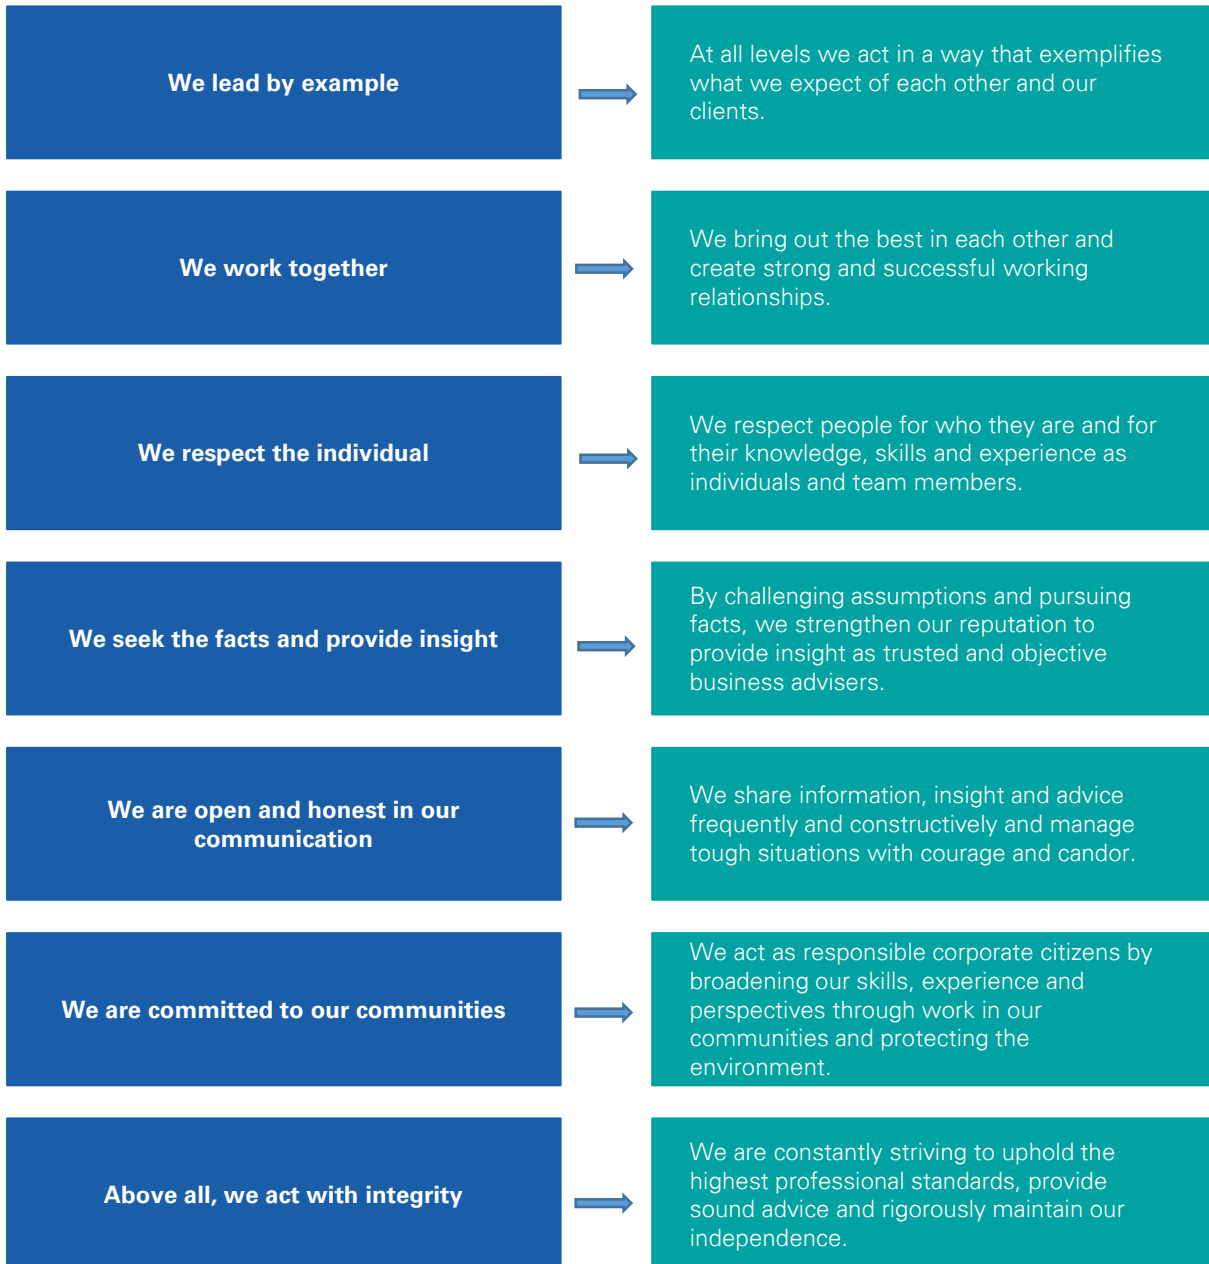 We lead by example
At all levels we act in a way that exemplifies
what we expect of each other and our
clients.
We work together
We bring out the best in each other and
create strong and successful working
relationships.
We respect the individual
We respect people for who they are and for
their knowledge, skills and experience as
individuals and team members.
We seek the facts and provide insight
By challenging assumptions and pursuing
facts, we strengthen our reputation to
provide insight as trusted and objective
business advisers.
We are open and honest in our
communication
We share information, insight and advice
frequently and constructively and manage
tough situations with courage and candor.
We are committed to our communities
We act as responsible corporate citizens by
broadening our skills, experience and
perspectives through work in our
communities and protecting the
environment.
Above all, we act with integrity
We are constantly striving to uphold the
highest professional standards, provide
sound advice and rigorously maintain our
independence.